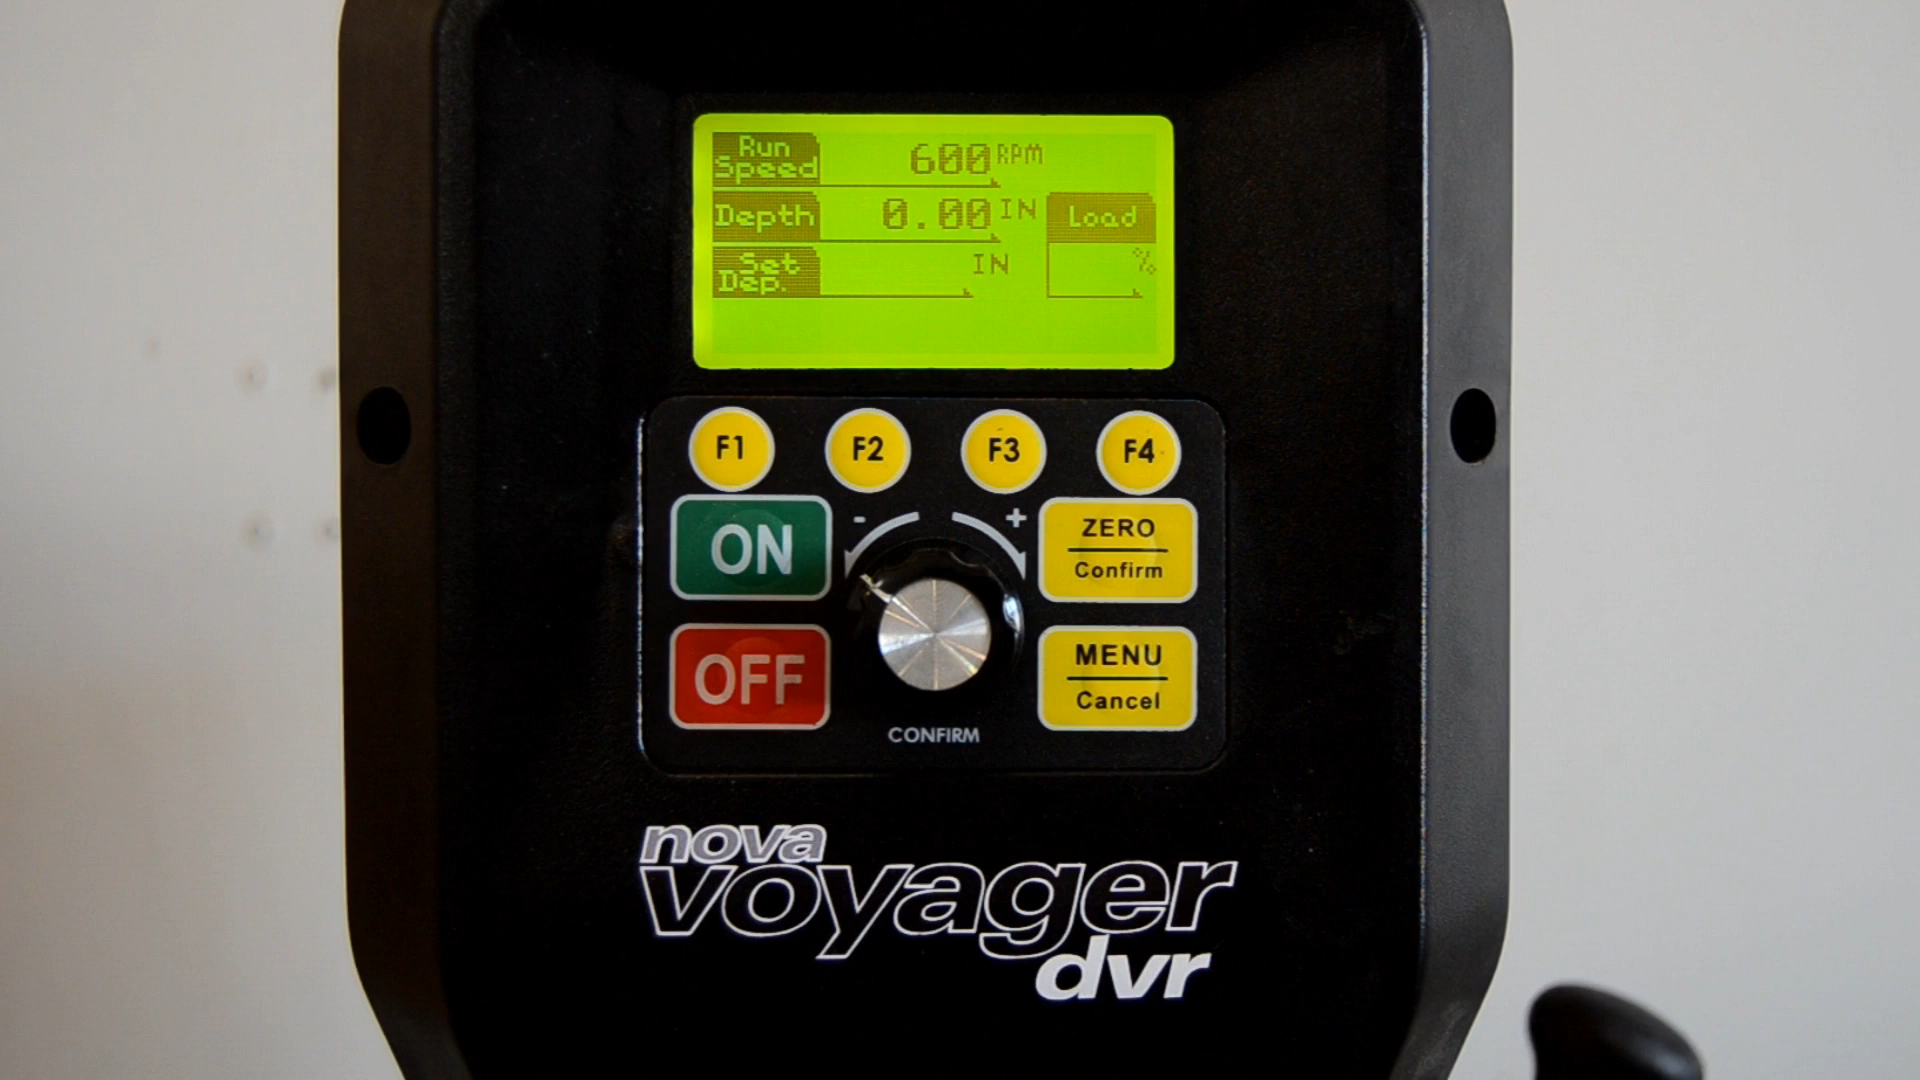 Run Speed 600 RPM
Depth 0.00 IN Load
Set Dep. IN %
F1 F2 F3 F4
ON - + ZERO
Confirm
OFF MENU
Cancel
CONFIRM
nova
voyager
dvr